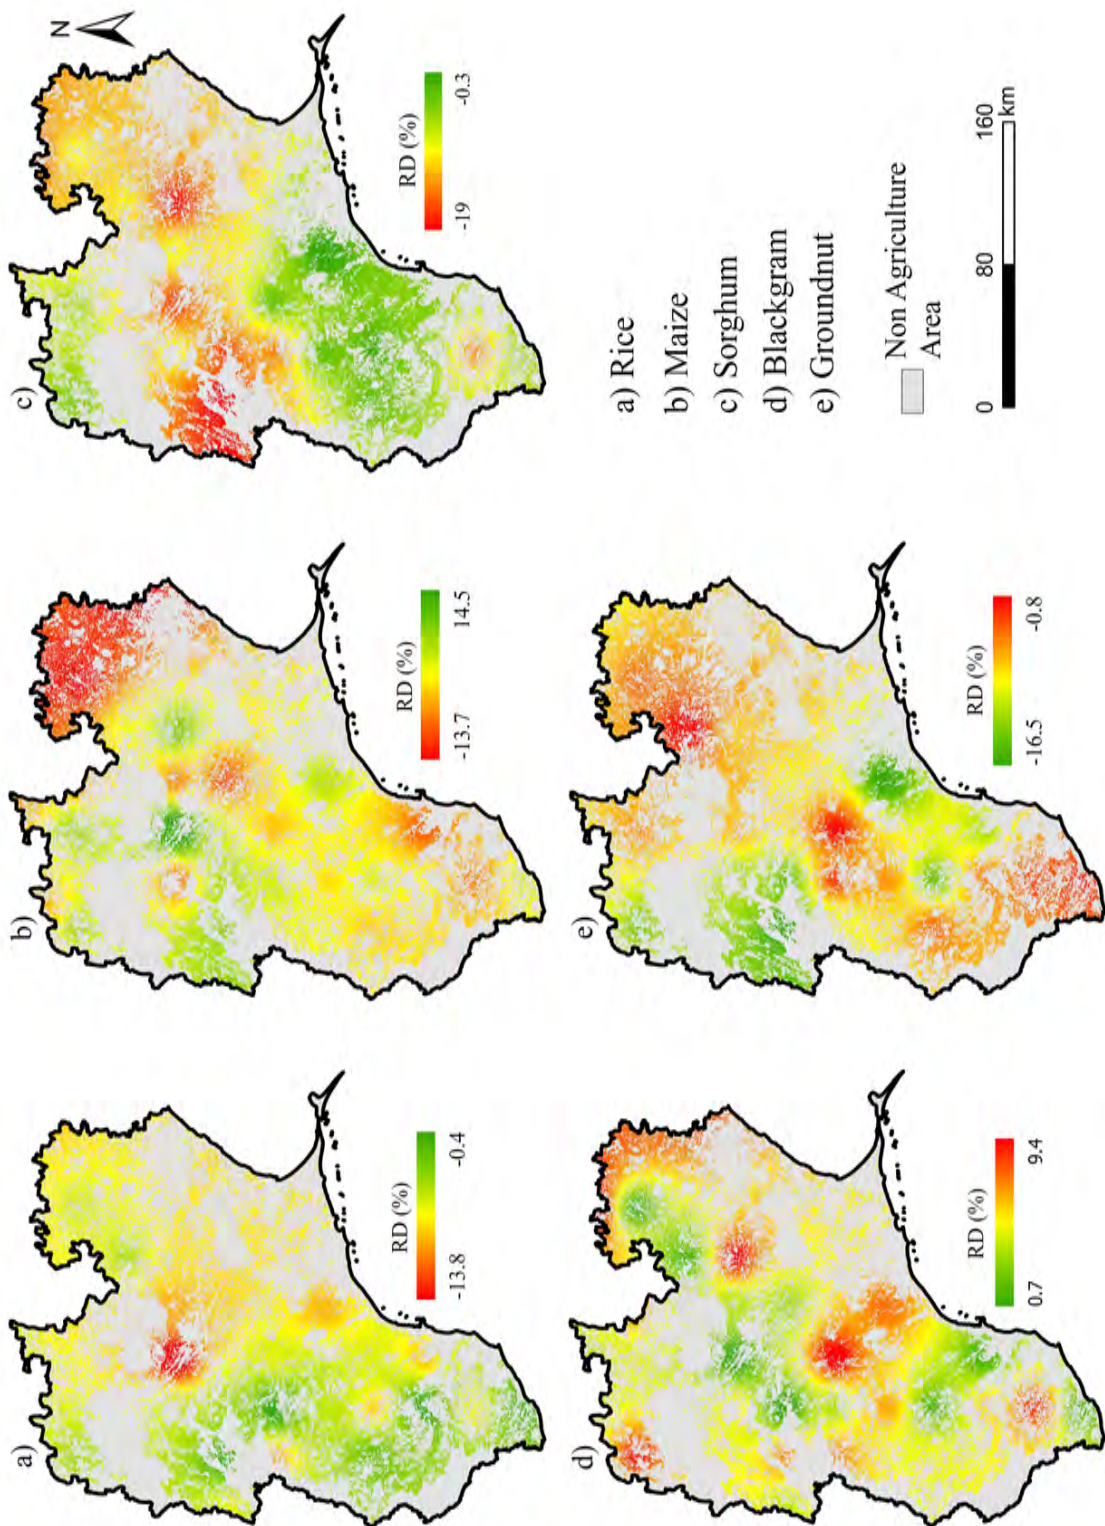 a)
RD (%)
-13.8
-0.4
b)
RD (%)
-13.7
14.5
c)
N
RD (%)
-19
-0.3
d)
RD (%)
0.7
9.4
e)
RD (%)
-16.5
-0.8
a) Rice
b) Maize
c) Sorghum
d) Blackgram
e) Groundnut
Non Agriculture
Area
0
80
160
km